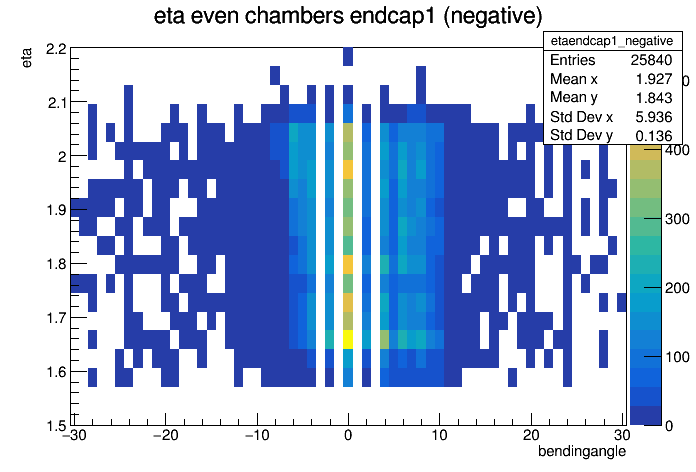 eta even chambers endcap1 (negative)
etaendcap1_negative
Entries 25840
Mean x 1.927
Mean y 1.843
Std Dev x 5.936
Std Dev y 0.136
eta
2.2
2.1
2
1.9
1.8
1.7
1.6
1.5
−30
−20
−10
0
10
20
30
bendingangle
0
400
300
200
100
0